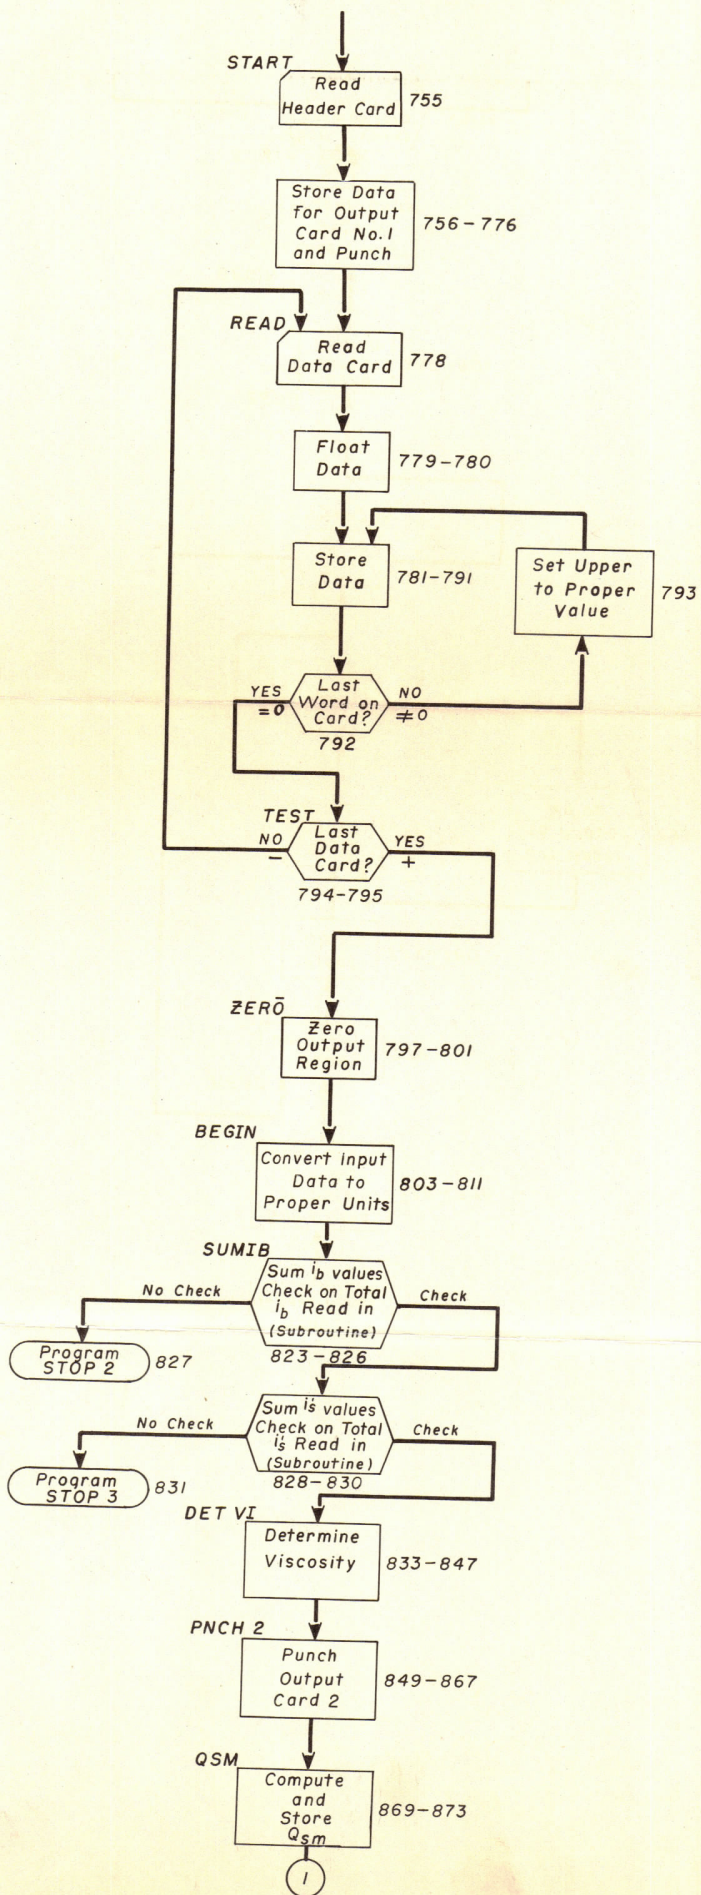 START
Read
Header Card
755
Store Data
for Output
Card No.1
and Punch
756-776
READ
Read
Data Card
778
Float
Data
779-780
Store
Data
781-791
Set Upper
to Proper
Value
793
YES
=0
Last
Word on
Card?
NO
≠0
792
TEST
NO
−
Last
Data
Card?
YES
+
794-795
ZERŌ
Zero
Output
Region
797-801
BEGIN
Convert input
Data to
Proper Units
803-811
SUMIB
No Check
Sum ib values
Check on Total
ib Read in
(Subroutine)
Check
823-826
Program
STOP 2
827
No Check
Sum i's values
Check on Total
i's Read in
(Subroutine)
Check
828-830
Program
STOP 3
831
DET VI
Determine
Viscosity
833-847
PNCH 2
Punch
Output
Card 2
849-867
QSM
Compute
and
Store
Qsm
869-873
1